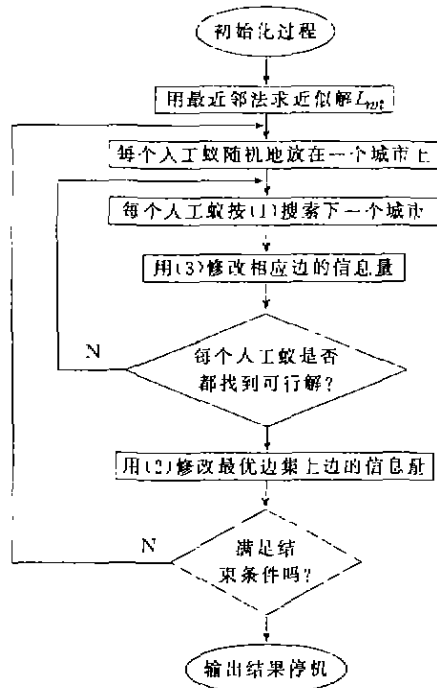 初始化过程
用最近邻法求近似解
每个人工蚁随机地放在一个城市上
每个人工蚁按(1)搜索下一个城市
用(3)修改相应边的信息量
N
每个人工蚁是否
都找到可行解?
用(2)修改最优边集上边的信息量
N
满足结
束条件吗?
输出结果停机